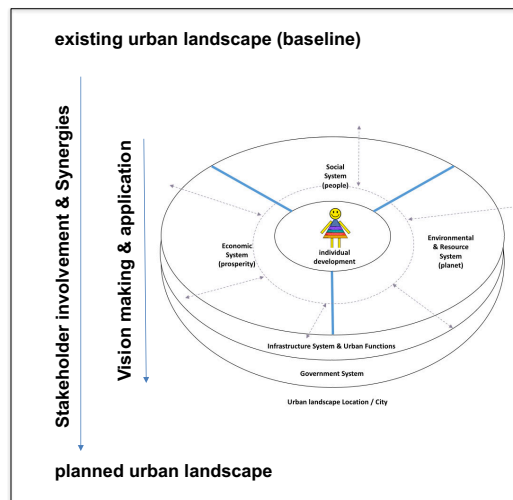 existing urban landscape (baseline)
Stakeholder involvement & Synergies
Vision making & application
Social
System
(people)
Economic
System
(prosperity)
individual
development
Environmental
& Resource
System
(planet)
Infrastructure System & Urban Functions
Government System
Urban landscape Location / City
planned urban landscape